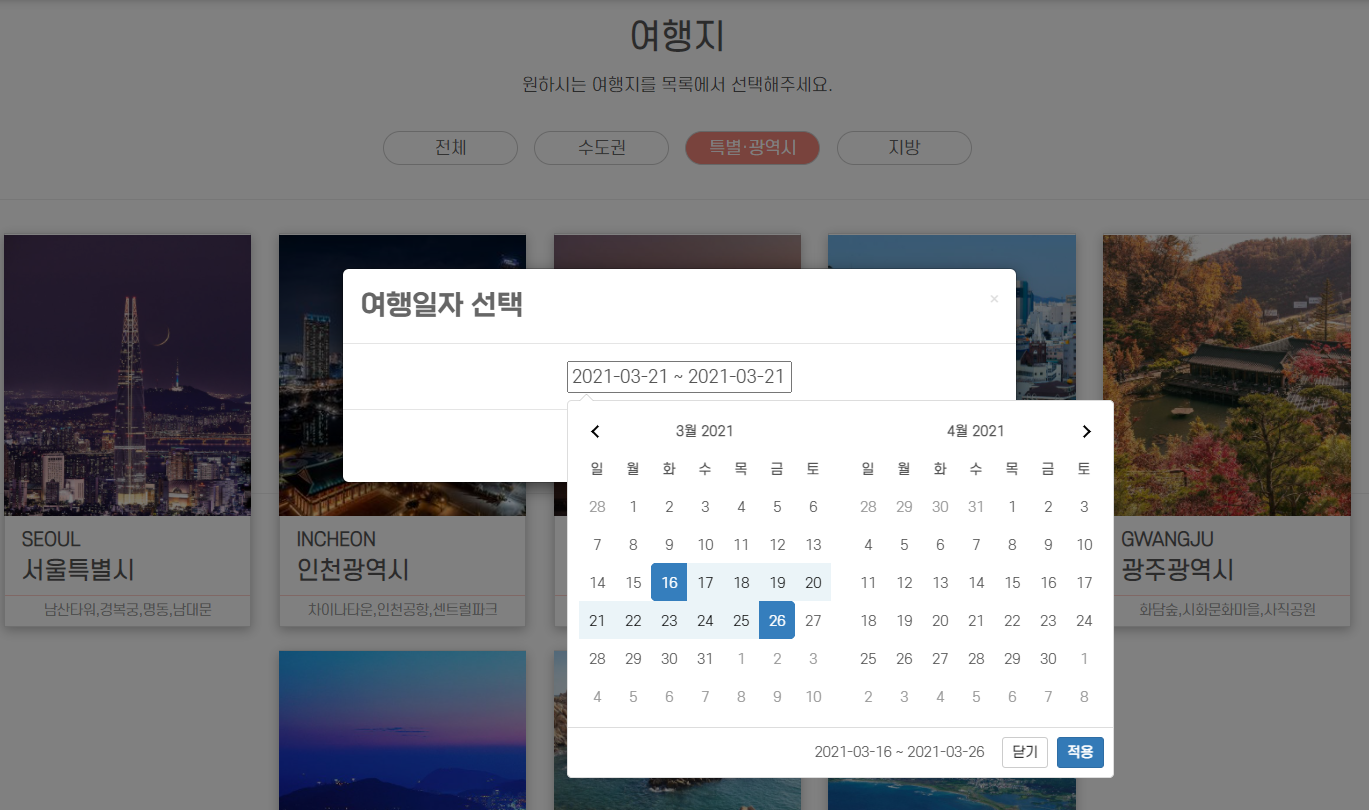 여행지
원하시는 여행지를 목록에서 선택해주세요.
전체 수도권 특별·광역시 지방
여행일자 선택 ×
2021-03-21 ~ 2021-03-21
3월 2021
일 월 화 수 목 금 토
28 1 2 3 4 5 6
7 8 9 10 11 12 13
14 15 16 17 18 19 20
21 22 23 24 25 26 27
28 29 30 31 1 2 3
4 5 6 7 8 9 10
4월 2021
일 월 화 수 목 금 토
28 29 30 31 1 2 3
4 5 6 7 8 9 10
11 12 13 14 15 16 17
18 19 20 21 22 23 24
25 26 27 28 29 30 1
2 3 4 5 6 7 8
2021-03-16 ~ 2021-03-26 닫기 적용
SEOUL
서울특별시
남산타워,경복궁,명동,남대문
INCHEON
인천광역시
차이나타운,인천공항,센트럴파크
GWANGJU
광주광역시
화담숲,시화문화마을,사직공원